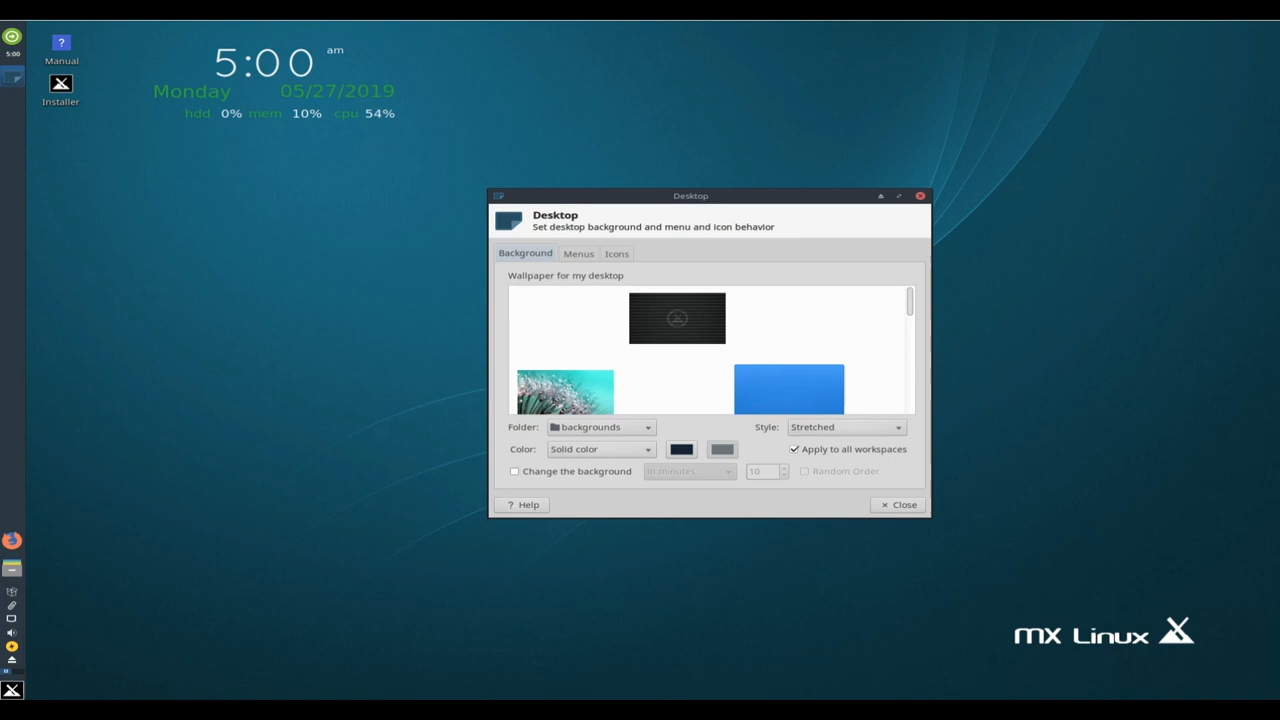 5:00
Manual
Installer
5:00 am
Monday 05/27/2019
hdd 0% mem 10% cpu 54%
Desktop
Desktop
Set desktop background and menu and icon behavior
Background Menus Icons
Wallpaper for my desktop
Folder: backgrounds Style: Stretched
Color: Solid color Apply to all workspaces
Change the background in minutes: 10 Random Order
? Help × Close
mx Linux